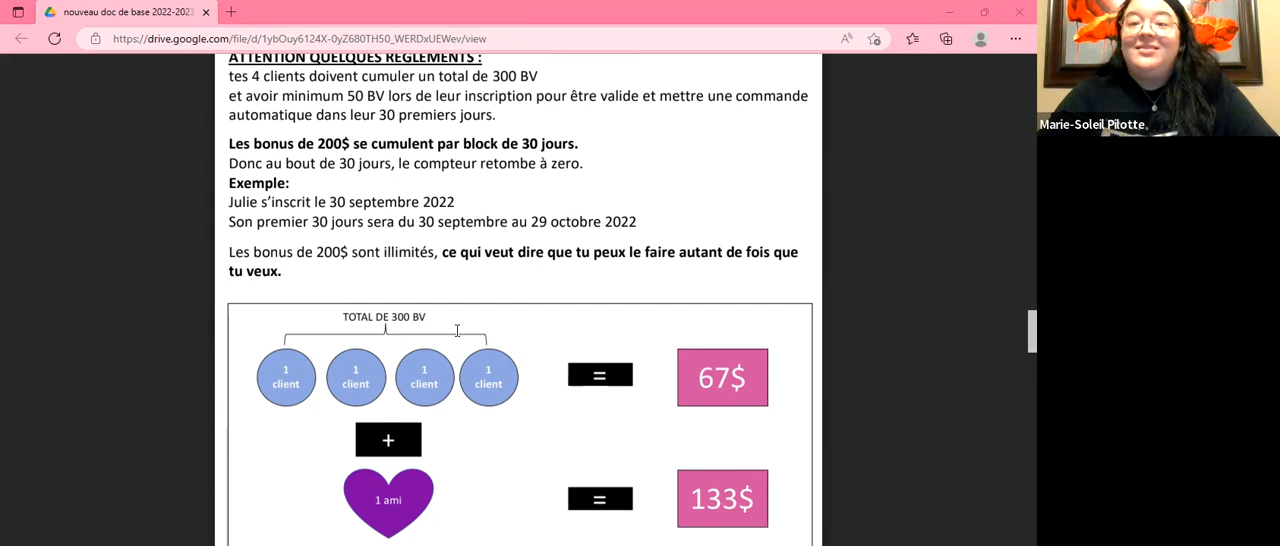 nouveau doc de base 2022-2023
https://drive.google.com/file/d/1ybOuy6124X-0yZ680TH50_WERDxUEWev/view
Marie-Soleil Pilotte
ATTENTION QUELQUES RÈGLEMENTS :
tes 4 clients doivent cumuler un total de 300 BV
et avoir minimum 50 BV lors de leur inscription pour être valide et mettre une commande
automatique dans leur 30 premiers jours.
Les bonus de 200$ se cumulent par block de 30 jours.
Donc au bout de 30 jours, le compteur retombe à zero.
Exemple:
Julie s’inscrit le 30 septembre 2022
Son premier 30 jours sera du 30 septembre au 29 octobre 2022
Les bonus de 200$ sont illimités, ce qui veut dire que tu peux le faire autant de fois que
tu veux.
TOTAL DE 300 BV
1
client
1
client
1
client
1
client
=
67$
+
1 ami
=
133$